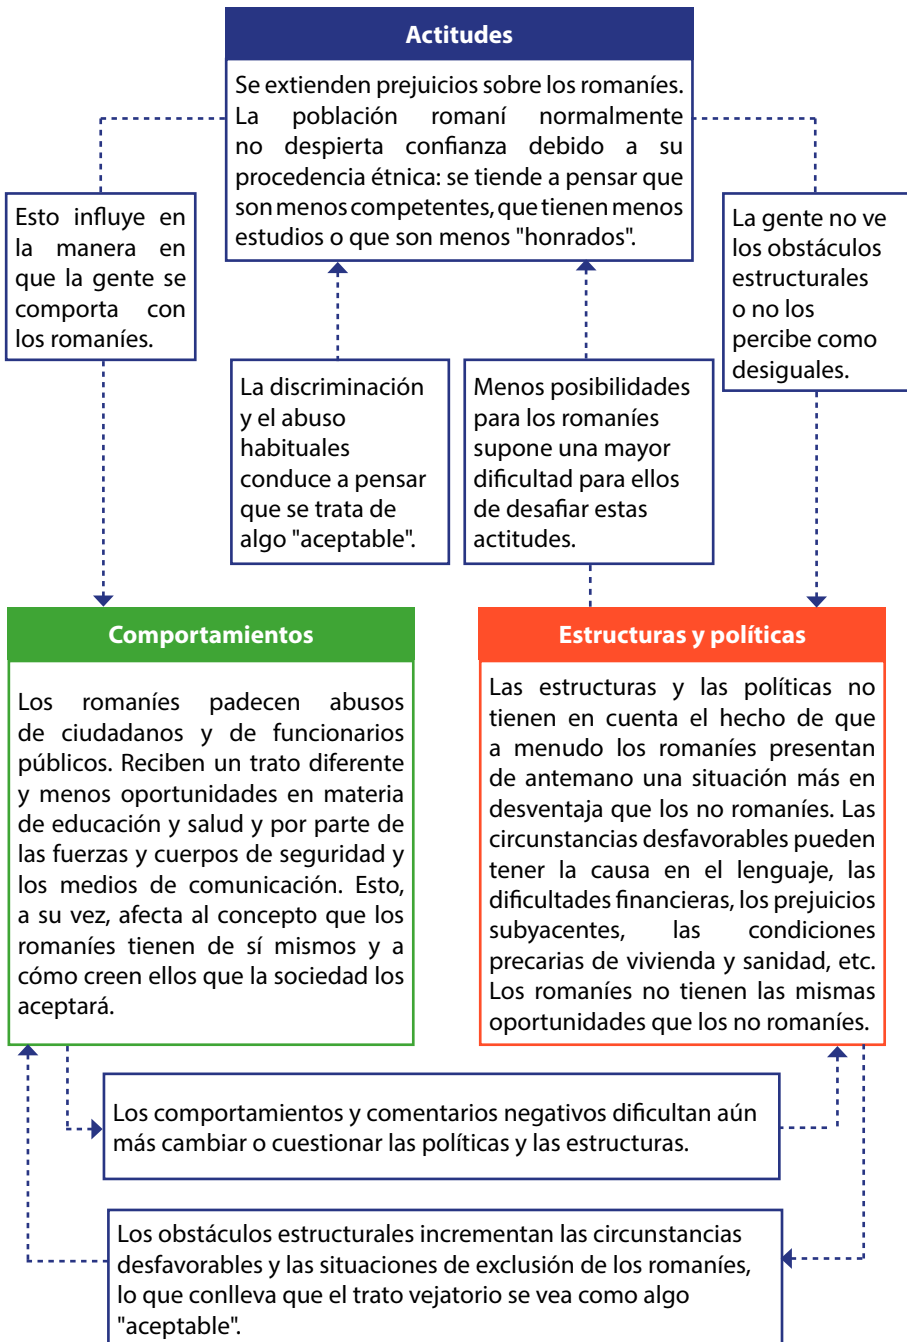 Actitudes
Se extienden prejuicios sobre los romaníes.
La población romaní normalmente
no despierta confianza debido a su
procedencia étnica: se tiende a pensar que
son menos competentes, que tienen menos
estudios o que son menos "honrados".
Esto influye en
la manera en
que la gente se
comporta con
los romaníes.
La gente no ve
los obstáculos
estructurales
o no los
percibe como
desiguales.
La discriminación
y el abuso
habituales
conduce a pensar
que se trata de
algo "aceptable".
Menos posibilidades
para los romaníes
supone una mayor
dificultad para ellos
de desafiar estas
actitudes.
Comportamientos
Los romaníes padecen abusos
de ciudadanos y de funcionarios
públicos. Reciben un trato diferente
y menos oportunidades en materia
de educación y salud y por parte de
las fuerzas y cuerpos de seguridad y
los medios de comunicación. Esto,
a su vez, afecta al concepto que los
romaníes tienen de sí mismos y a
cómo creen ellos que la sociedad los
aceptará.
Estructuras y políticas
Las estructuras y las políticas no
tienen en cuenta el hecho de que
a menudo los romaníes presentan
de antemano una situación más en
desventaja que los no romaníes. Las
circunstancias desfavorables pueden
tener la causa en el lenguaje, las
dificultades financieras, los prejuicios
subyacentes, las condiciones
precarias de vivienda y sanidad, etc.
Los romaníes no tienen las mismas
oportunidades que los no romaníes.
Los comportamientos y comentarios negativos dificultan aún
más cambiar o cuestionar las políticas y las estructuras.
Los obstáculos estructurales incrementan las circunstancias
desfavorables y las situaciones de exclusión de los romaníes,
lo que conlleva que el trato vejatorio se vea como algo
"aceptable".